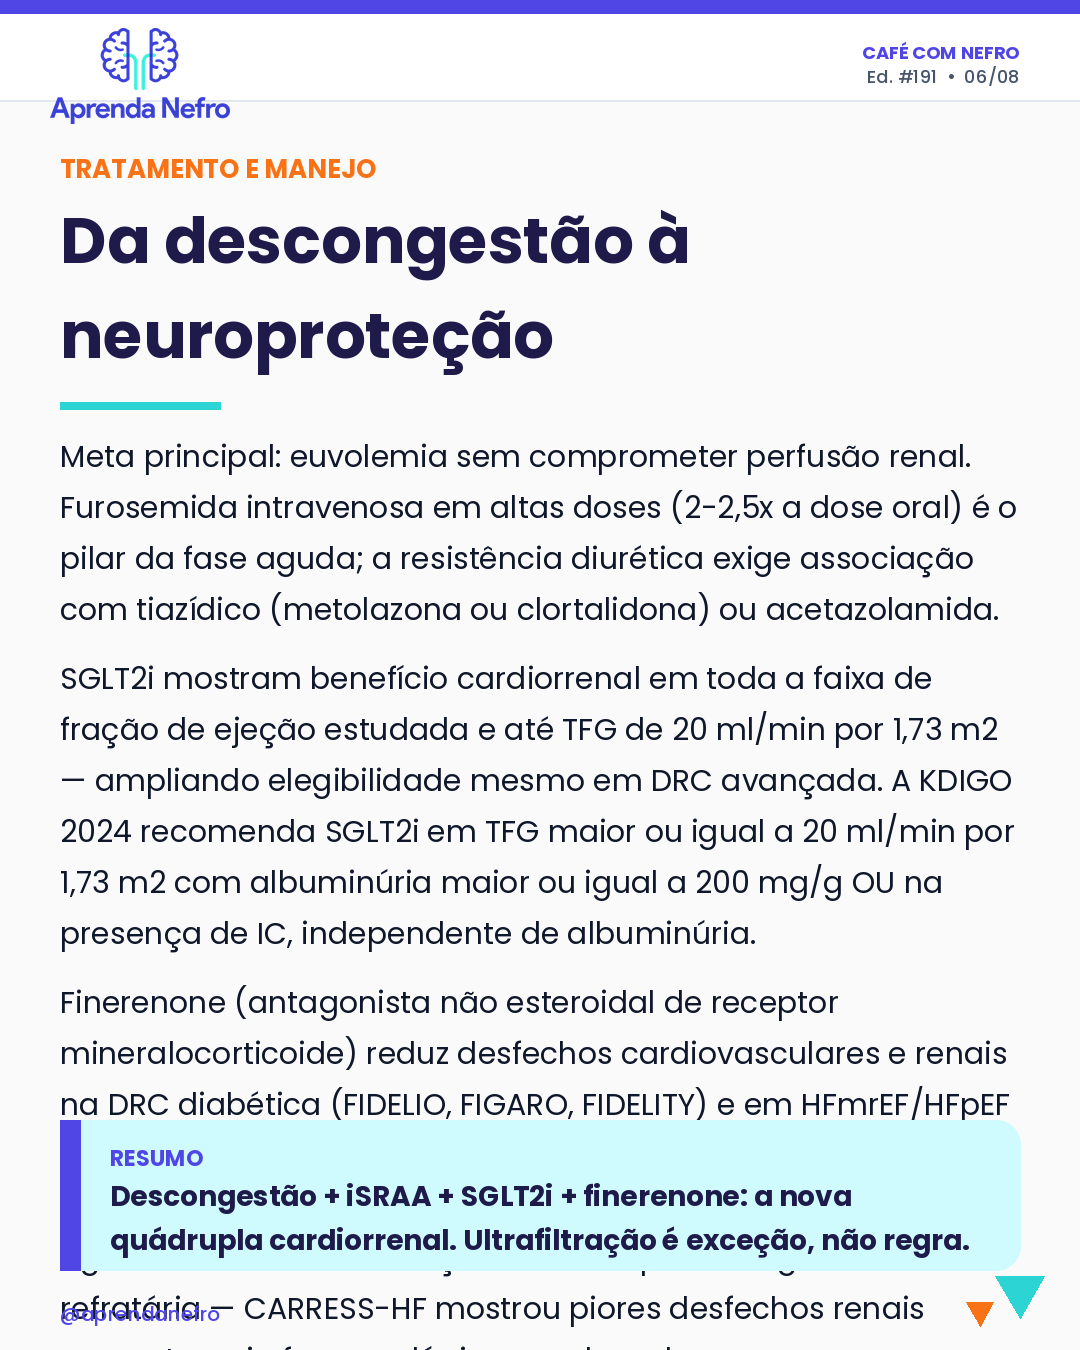 Aprenda Nefro
CAFÉ COM NEFRO
Ed. #191 • 06/08
TRATAMENTO E MANEJO
Da descongestão à
neuroproteção
Meta principal: euvolemia sem comprometer perfusão renal.
Furosemida intravenosa em altas doses (2-2,5x a dose oral) é o
pilar da fase aguda; a resistência diurética exige associação
com tiazídico (metolazona ou clortalidona) ou acetazolamida.
SGLT2i mostram benefício cardiorrenal em toda a faixa de
fração de ejeção estudada e até TFG de 20 ml/min por 1,73 m2
— ampliando elegibilidade mesmo em DRC avançada. A KDIGO
2024 recomenda SGLT2i em TFG maior ou igual a 20 ml/min por
1,73 m2 com albuminúria maior ou igual a 200 mg/g OU na
presença de IC, independente de albuminúria.
Finerenone (antagonista não esteroidal de receptor
mineralocorticoide) reduz desfechos cardiovasculares e renais
na DRC diabética (FIDELIO, FIGARO, FIDELITY) e em HFmrEF/HFpEF
RESUMO
Descongestão + iSRAA + SGLT2i + finerenone: a nova
quádrupla cardiorrenal. Ultrafiltração é exceção, não regra.
refratária — CARRESS-HF mostrou piores desfechos renais
@aprendanefro